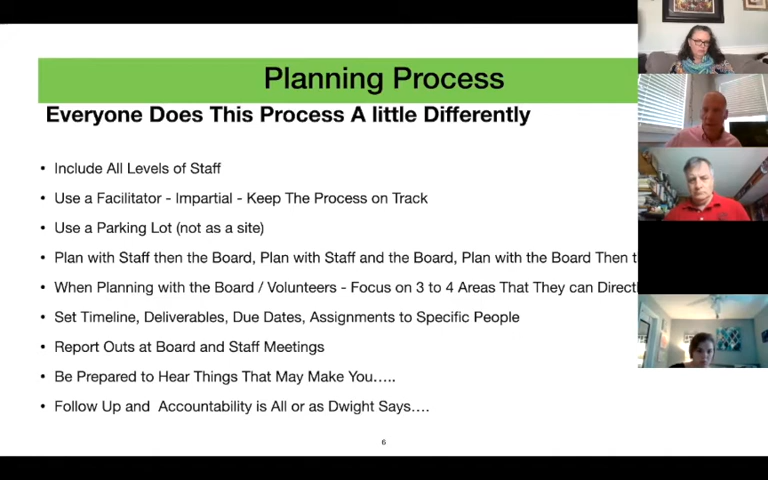 Planning Process
Everyone Does This Process A little Differently
• Include All Levels of Staff
• Use a Facilitator - Impartial - Keep The Process on Track
• Use a Parking Lot (not as a site)
• Plan with Staff then the Board, Plan with Staff and the Board, Plan with the Board Then t
• When Planning with the Board / Volunteers - Focus on 3 to 4 Areas That They can Directl
• Set Timeline, Deliverables, Due Dates, Assignments to Specific People
• Report Outs at Board and Staff Meetings
• Be Prepared to Hear Things That May Make You.....
• Follow Up and Accountability is All or as Dwight Says....
6